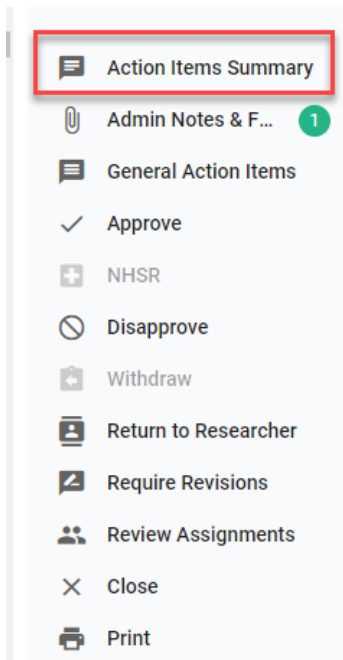 Action Items Summary
Admin Notes & F... 1
General Action Items
Approve
NHSR
Disapprove
Withdraw
Return to Researcher
Require Revisions
Review Assignments
Close
Print